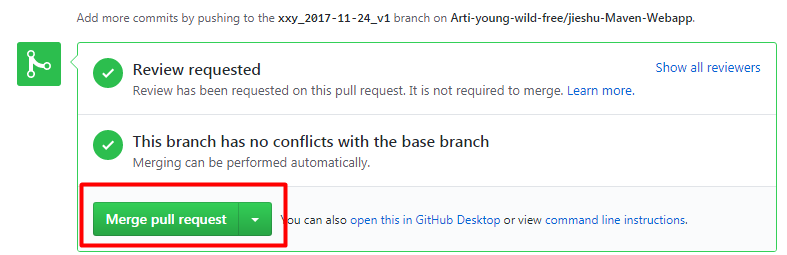 Add more commits by pushing to the xxy_2017-11-24_v1 branch on Arti-young-wild-free/jieshu-Maven-Webapp.
Review requested
Show all reviewers
Review has been requested on this pull request. It is not required to merge. Learn more.
This branch has no conflicts with the base branch
Merging can be performed automatically.
Merge pull request
You can also open this in GitHub Desktop or view command line instructions.